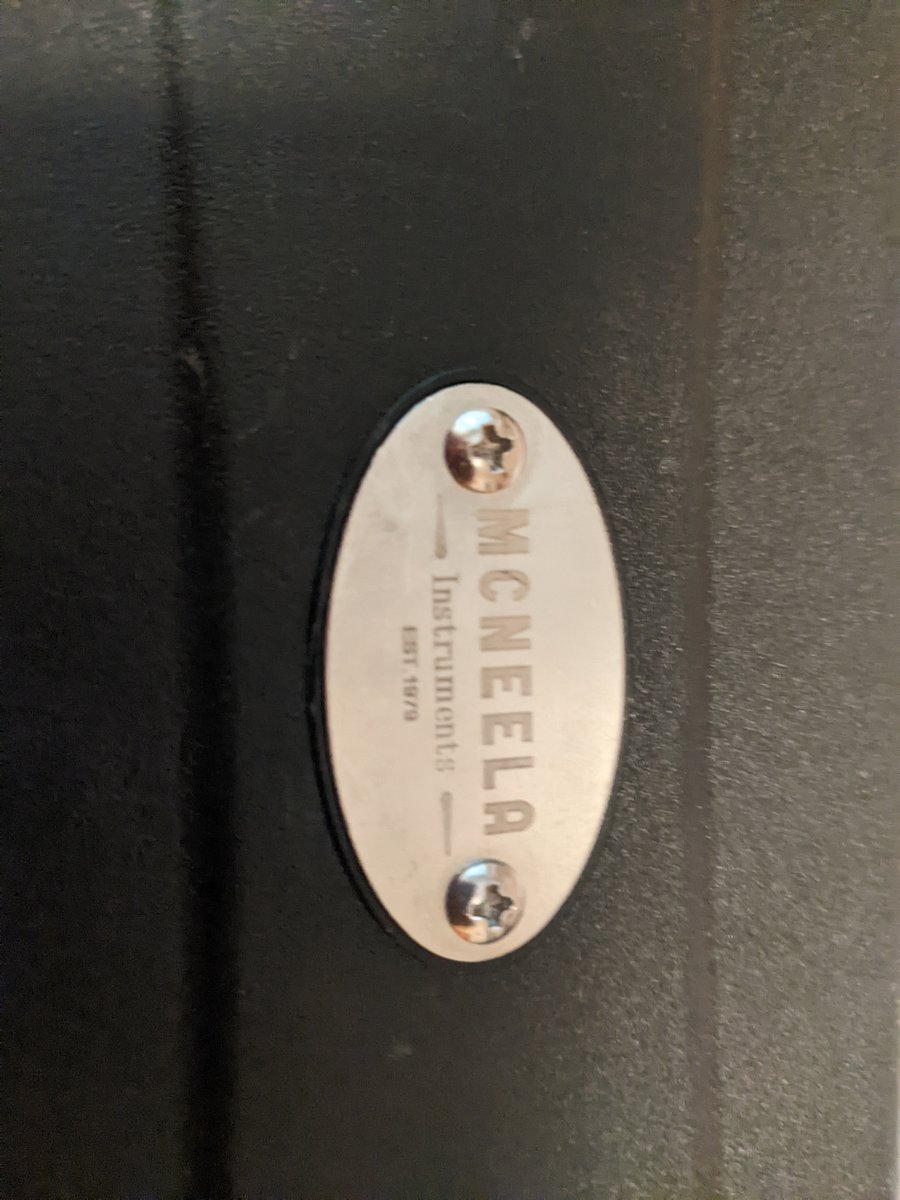 MCNEELA
Instruments
EST. 1979